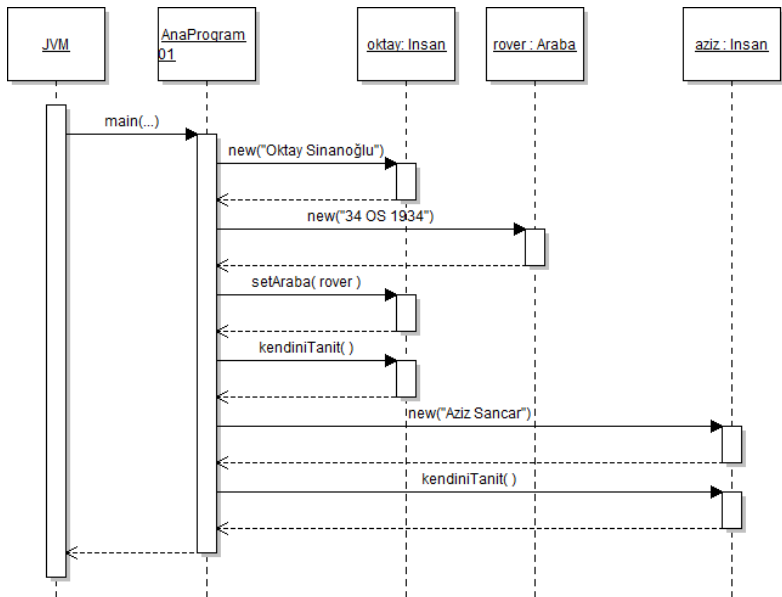 JVM
AnaProgram
01
oktay: Insan
rover : Araba
aziz : Insan
main(...)
new("Oktay Sinanoğlu")
new("34 OS 1934")
setAraba( rover )
kendiniTanit( )
new("Aziz Sancar")
kendiniTanit( )